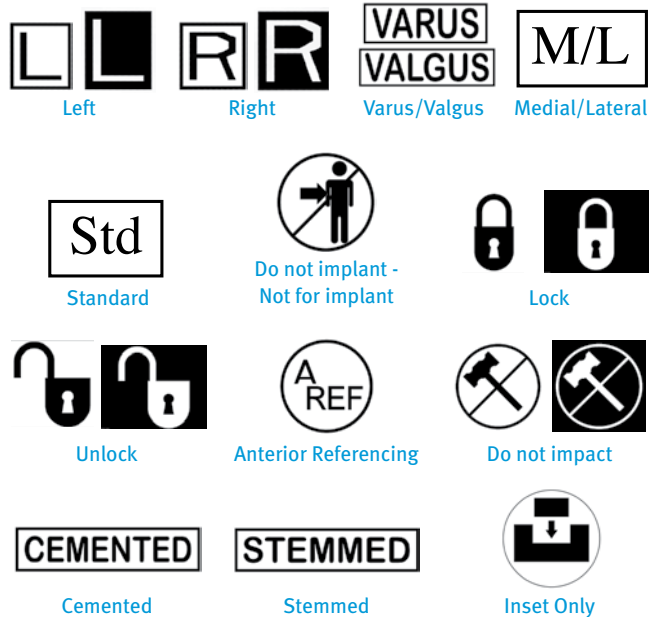 L L R R VARUS M/L
VALGUS
Left Right Varus/Valgus Medial/Lateral
Std
Do not implant -
Standard Not for implant Lock
A
REF
Unlock Anterior Referencing Do not impact
CEMENTED STEMMED
Cemented Stemmed Inset Only